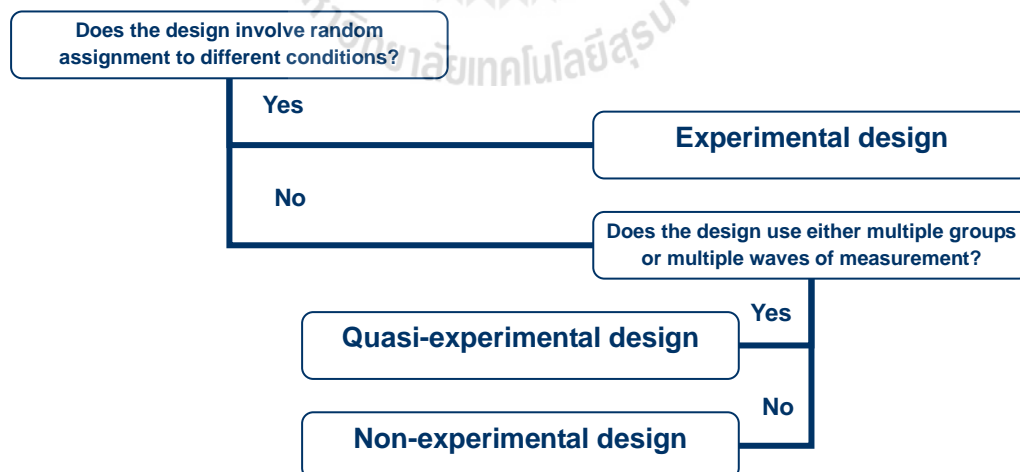 Does the design involve random
assignment to different conditions?
Yes
Experimental design
No
Does the design use either multiple groups
or multiple waves of measurement?
Yes
Quasi-experimental design
No
Non-experimental design